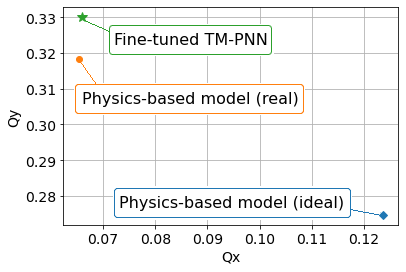 0.33
0.32
0.31
0.30
0.29
0.28
Qy
Fine-tuned TM-PNN
Physics-based model (real)
Physics-based model (ideal)
0.07 0.08 0.09 0.10 0.11 0.12
Qx